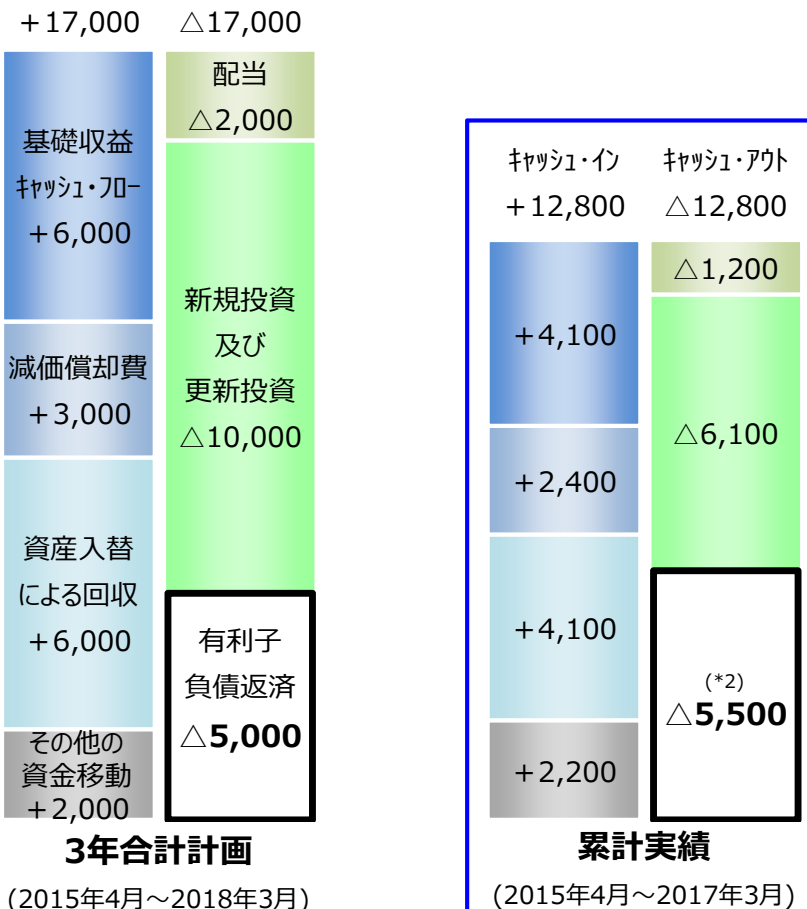 +17,000 △17,000
基礎収益
ｷｬｯｼｭ・ﾌﾛｰ
+6,000
減価償却費
+3,000
資産入替
による回収
+6,000
その他の
資金移動
+2,000
配当
△2,000
新規投資
及び
更新投資
△10,000
有利子
負債返済
△5,000
3年合計計画
(2015年4月～2018年3月)
ｷｬｯｼｭ・ｲﾝ ｷｬｯｼｭ・ｱｳﾄ
+12,800 △12,800
+4,100
+2,400
+4,100
+2,200
△1,200
△6,100
(*2)
△5,500
累計実績
(2015年4月～2017年3月)